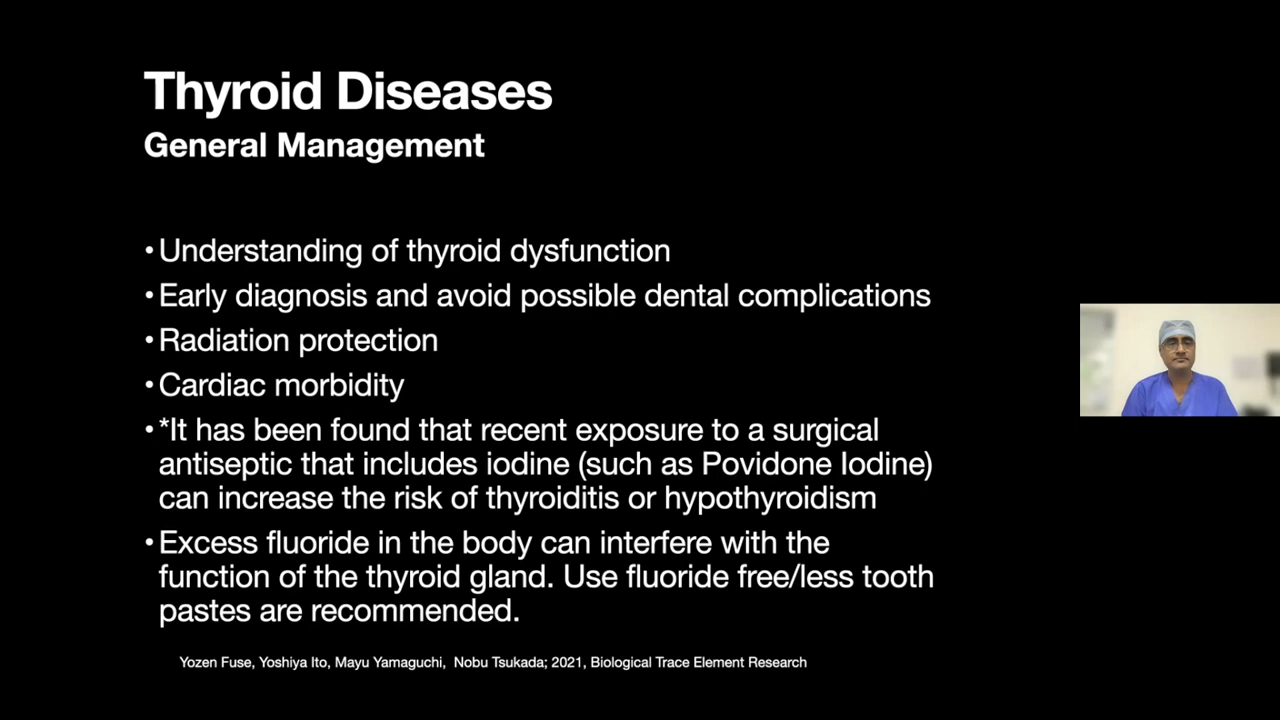 Thyroid Diseases
General Management
• Understanding of thyroid dysfunction
• Early diagnosis and avoid possible dental complications
• Radiation protection
• Cardiac morbidity
• *It has been found that recent exposure to a surgical
antiseptic that includes iodine (such as Povidone Iodine)
can increase the risk of thyroiditis or hypothyroidism
• Excess fluoride in the body can interfere with the
function of the thyroid gland. Use fluoride free/less tooth
pastes are recommended.
Yozen Fuse, Yoshiya Ito, Mayu Yamaguchi, Nobu Tsukada; 2021, Biological Trace Element Research